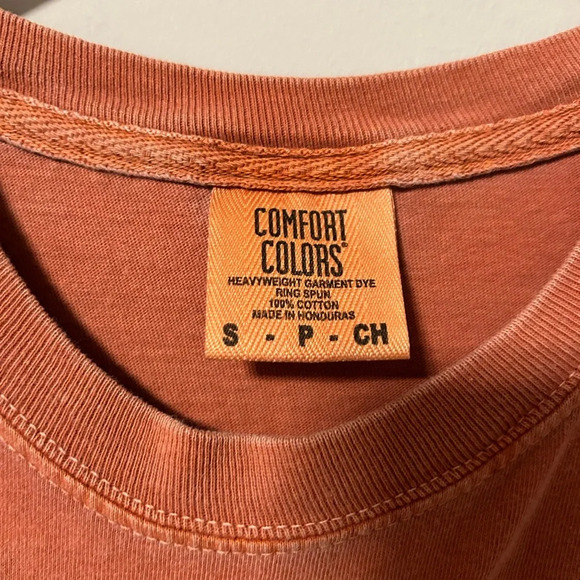 COMFORT
COLORS®
HEAVYWEIGHT GARMENT DYE
RING SPUN
100% COTTON
MADE IN HONDURAS
S - P - CH